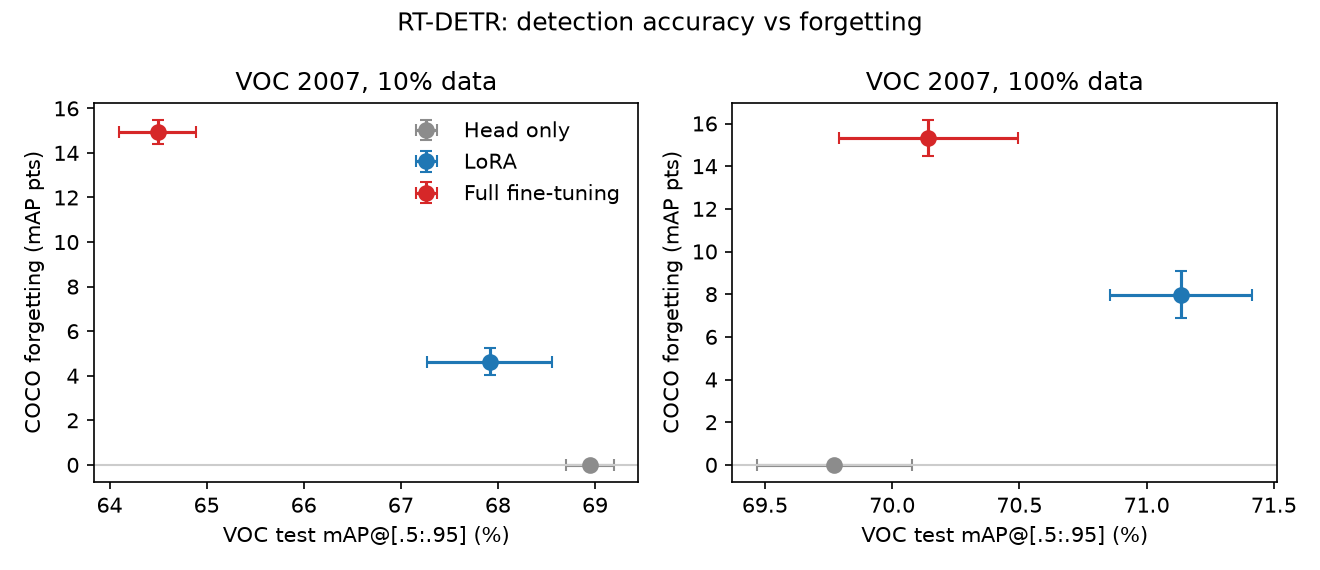 RT-DETR: detection accuracy vs forgetting
VOC 2007, 10% data
COCO forgetting (mAP pts)
16
14
12
10
8
6
4
2
0
Head only
LoRA
Full fine-tuning
64
65
66
67
68
69
VOC test mAP@[.5:.95] (%)
VOC 2007, 100% data
COCO forgetting (mAP pts)
16
14
12
10
8
6
4
2
0
69.5
70.0
70.5
71.0
71.5
VOC test mAP@[.5:.95] (%)